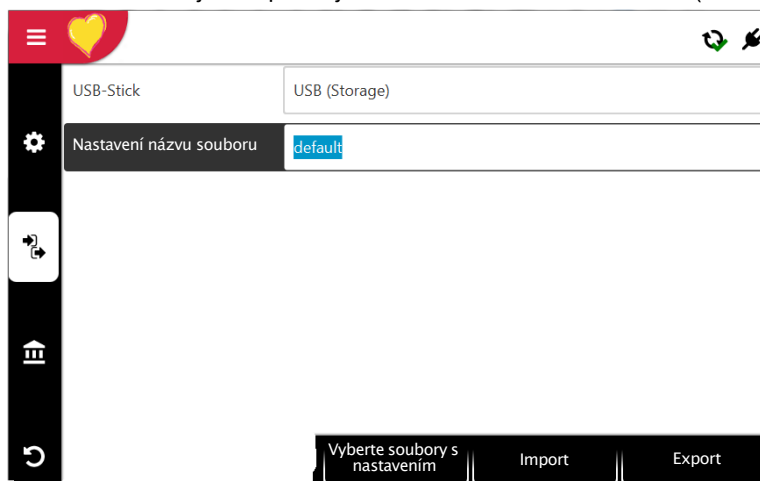 USB-Stick
USB (Storage)
Nastavení názvu souboru
default
Vyberte soubory s
nastavením
Import
Export